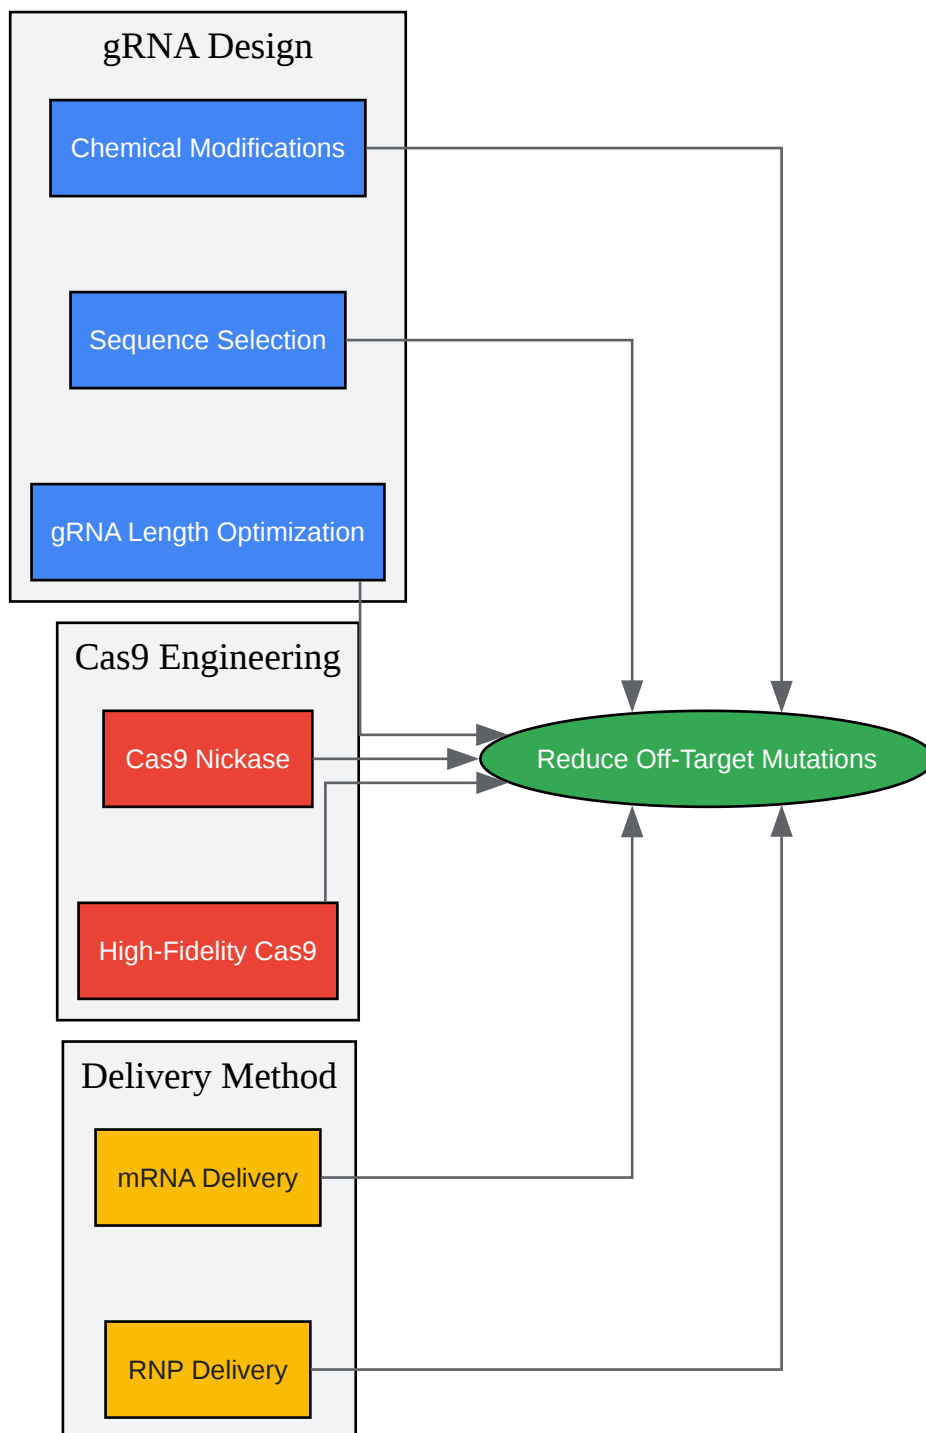 gRNA Design
Chemical Modifications
Sequence Selection
gRNA Length Optimization
Cas9 Engineering
Cas9 Nickase
Reduce Off-Target Mutations
High-Fidelity Cas9
Delivery Method
mRNA Delivery
RNP Delivery